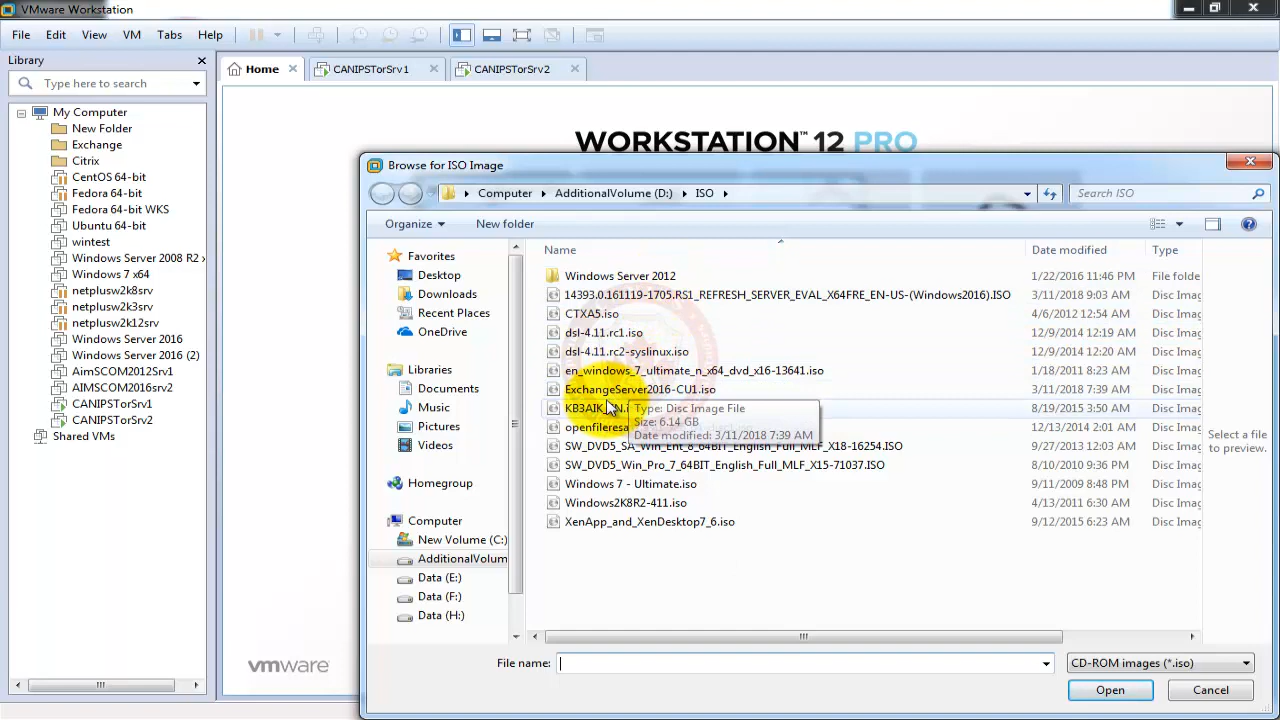 VMware Workstation
File Edit View VM Tabs Help
Library
Type here to search
My Computer
New Folder
Exchange
Citrix
CentOS 64-bit
Fedora 64-bit
Fedora 64-bit WKS
Ubuntu 64-bit
wintest
Windows Server 2008 R2 x
Windows 7 x64
netplusw2k8srv
netplusw2k3srv
netplusw2k12srv
Windows Server 2016
Windows Server 2016 (2)
AimSCOM2012Srv1
AIMSCOM2016srv2
CANIPSTorSrv1
CANIPSTorSrv2
Shared VMs
Home CANIPSTorSrv1 CANIPSTorSrv2
WORKSTATION™ 12 PRO
vmware
Browse for ISO Image
Computer AdditionalVolume (D:) ISO
Search ISO
Organize New folder
Favorites
Desktop
Downloads
Recent Places
OneDrive
Libraries
Documents
Music
Pictures
Videos
Homegroup
Computer
New Volume (C:)
AdditionalVolum
Data (E:)
Data (F:)
Data (H:)
Name Date modified Type
Windows Server 2012 1/22/2016 11:46 PM File folde
14393.0.161119-1705.RS1_REFRESH_SERVER_EVAL_X64FRE_EN-US-(Windows2016).ISO 3/11/2018 9:03 AM Disc Imag
CTXA5.iso 4/6/2012 12:54 AM Disc Imag
dsl-4.11.rc1.iso 12/9/2014 12:19 AM Disc Imag
dsl-4.11.rc2-syslinux.iso 12/9/2014 12:20 AM Disc Imag
en_windows_7_ultimate_n_x64_dvd_x16-13641.iso 1/18/2011 8:23 PM Disc Imag
ExchangeServer2016-CU1.iso 3/11/2018 7:39 AM Disc Imag
KB3AIK_ N.i 8/19/2015 3:50 AM Disc Imag
openfileresa 12/13/2014 2:01 AM Disc Imag
SW_DVD5_SA_Win_Ent_8_64BIT_English_Full_MLF_X18-16254.ISO 9/27/2013 12:03 AM Disc Imag
SW_DVD5_Win_Pro_7_64BIT_English_Full_MLF_X15-71037.ISO 8/10/2010 9:36 PM Disc Imag
Windows 7 - Ultimate.iso 9/11/2009 8:48 PM Disc Imag
Windows2K8R2-411.iso 4/13/2011 6:30 AM Disc Imag
XenApp_and_XenDesktop7_6.iso 9/12/2015 6:23 AM Disc Imag
Type: Disc Image File
Size: 6.14 GB
Date modified: 3/11/2018 7:39 AM
Select a file
to preview.
File name: CD-ROM images (*.iso)
Open Cancel